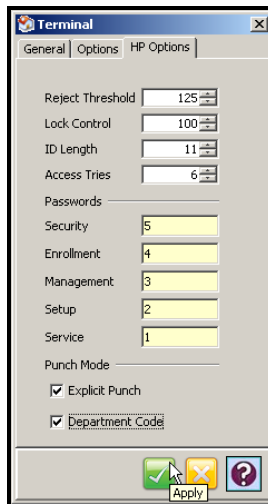 Terminal
General Options HP Options
Reject Threshold 125
Lock Control 100
ID Length 11
Access Tries 6
Passwords
Security 5
Enrollment 4
Management 3
Setup 2
Service 1
Punch Mode
Explicit Punch
Department Code
?
Apply